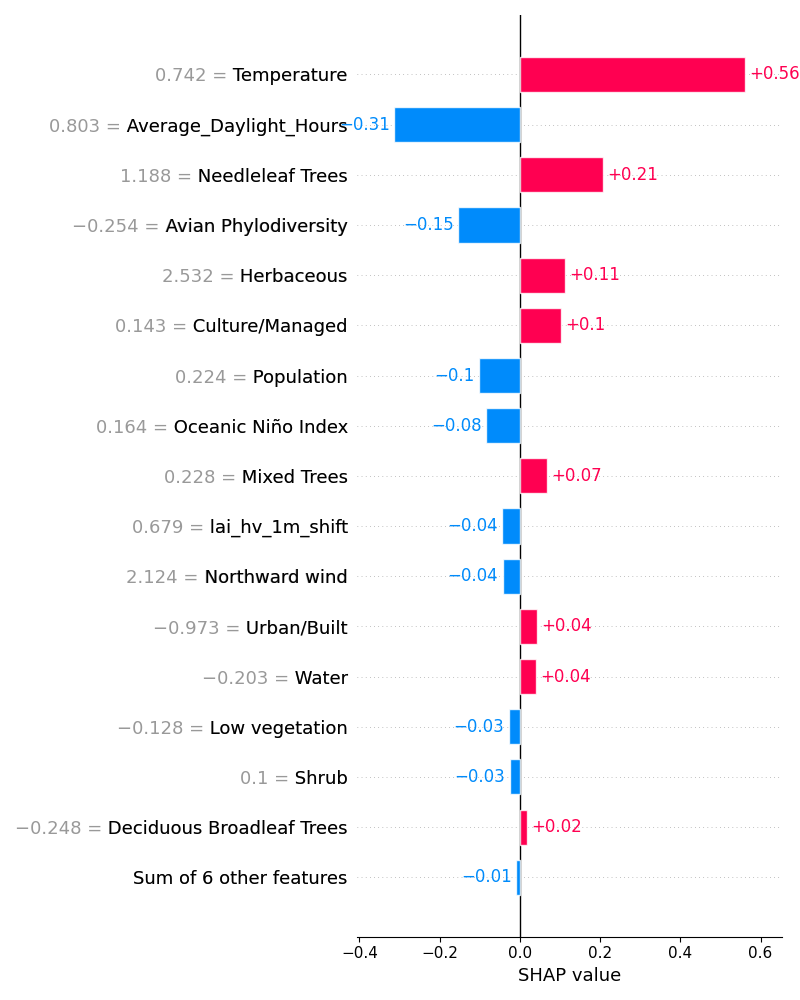 0.742 = Temperature +0.56
0.803 = Average_Daylight_Hours −0.31
1.188 = Needleleaf Trees +0.21
−0.254 = Avian Phylodiversity −0.15
2.532 = Herbaceous +0.11
0.143 = Culture/Managed +0.1
0.224 = Population −0.1
0.164 = Oceanic Niño Index −0.08
0.228 = Mixed Trees +0.07
0.679 = lai_hv_1m_shift −0.04
2.124 = Northward wind −0.04
−0.973 = Urban/Built +0.04
−0.203 = Water +0.04
−0.128 = Low vegetation −0.03
0.1 = Shrub −0.03
−0.248 = Deciduous Broadleaf Trees +0.02
Sum of 6 other features −0.01
−0.4 −0.2 0.0 0.2 0.4 0.6
SHAP value